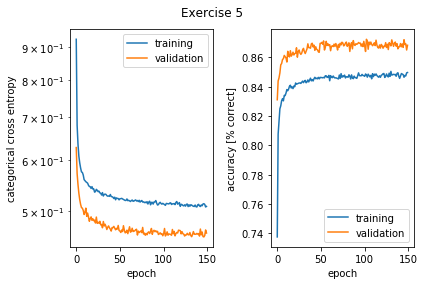 Exercise 5
categorical cross entropy
9 × 10⁻¹
8 × 10⁻¹
7 × 10⁻¹
6 × 10⁻¹
5 × 10⁻¹
training
validation
0 50 100 150
epoch
accuracy [% correct]
0.86
0.84
0.82
0.80
0.78
0.76
0.74
training
validation
0 50 100 150
epoch